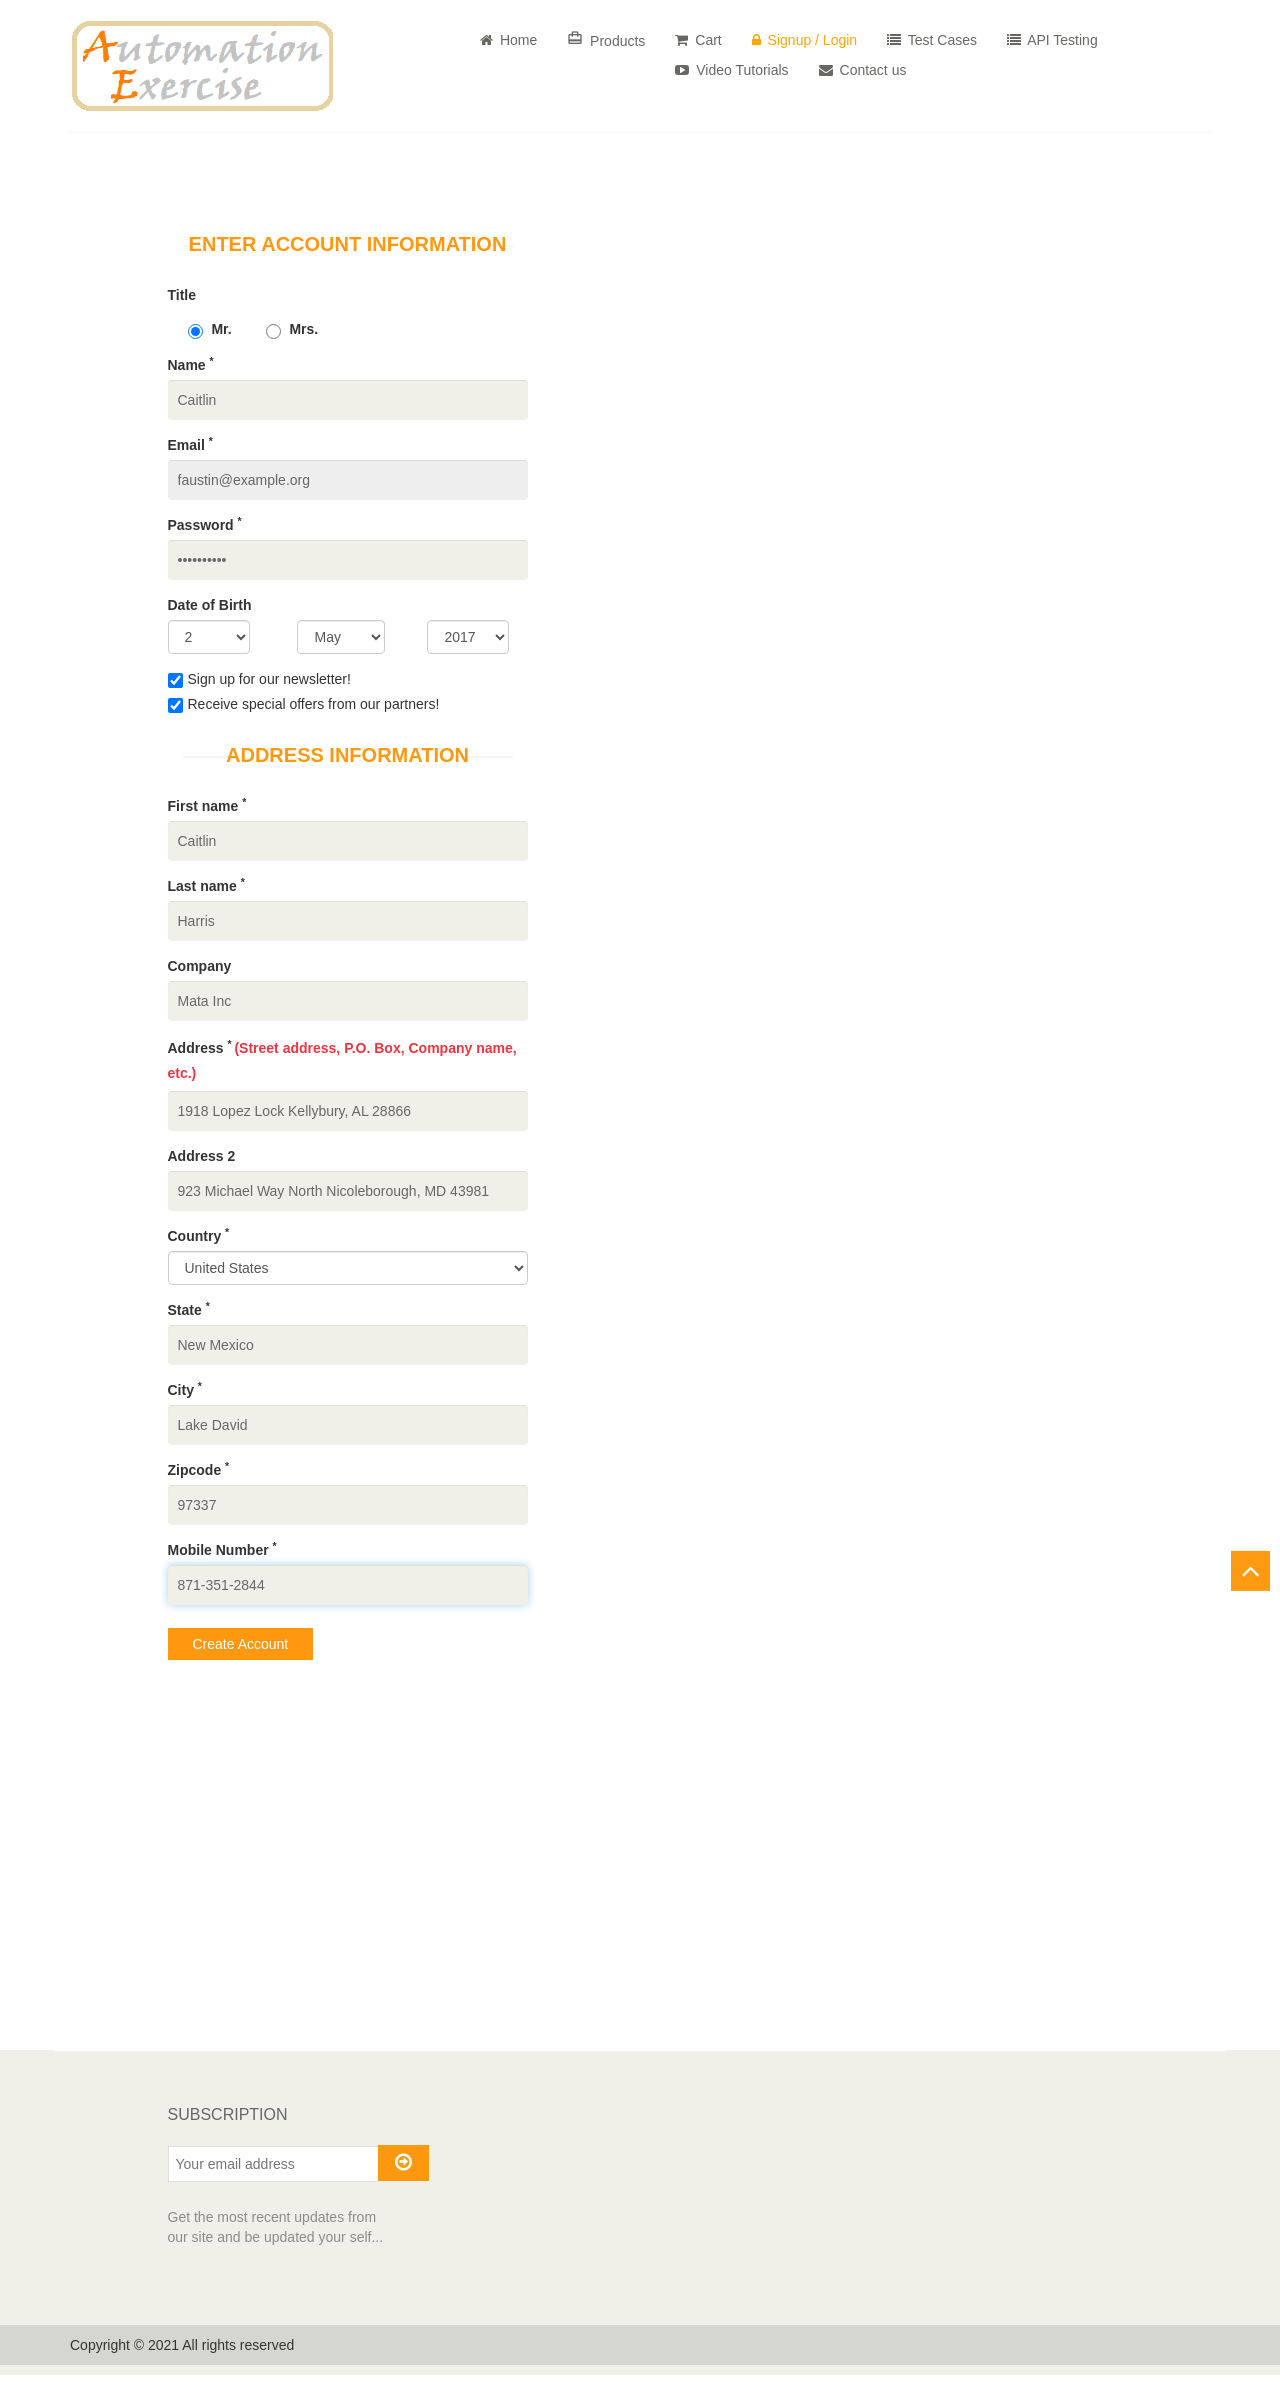 Automation
Exercise
Home
Products
Cart
Signup / Login
Test Cases
API Testing
Video Tutorials
Contact us
ENTER ACCOUNT INFORMATION
Title
Mr.
Mrs.
Name *
Caitlin
Email *
faustin@example.org
Password *
••••••••••
Date of Birth
2
May
2017
Sign up for our newsletter!
Receive special offers from our partners!
ADDRESS INFORMATION
First name *
Caitlin
Last name *
Harris
Company
Mata Inc
Address * (Street address, P.O. Box, Company name,
etc.)
1918 Lopez Lock Kellybury, AL 28866
Address 2
923 Michael Way North Nicoleborough, MD 43981
Country *
United States
State *
New Mexico
City *
Lake David
Zipcode *
97337
Mobile Number *
871-351-2844
Create Account
SUBSCRIPTION
Your email address
Get the most recent updates from
our site and be updated your self...
Copyright © 2021 All rights reserved